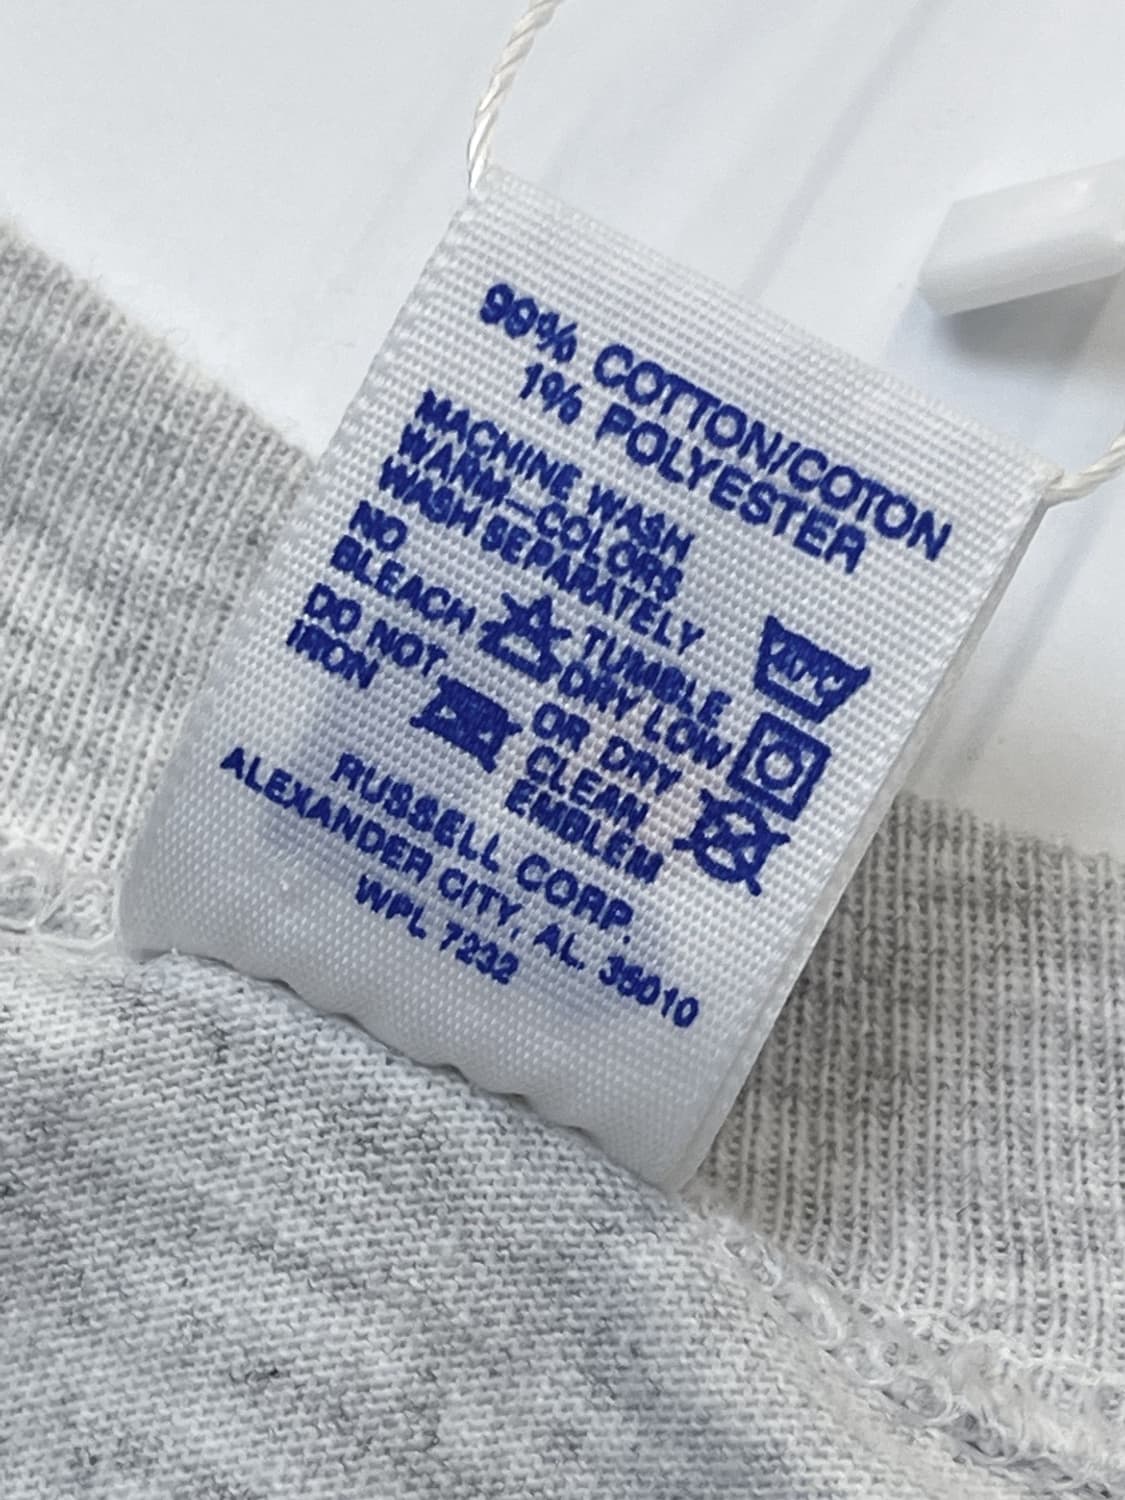 99% COTTON/COTON
1% POLYESTER
MACHINE WASH
WARM—COLORS
WASH SEPARATELY
NO
BLEACH
TUMBLE
DRY LOW
DO NOT
IRON
OR DRY
CLEAN
EMBLEM
RUSSELL CORP.
ALEXANDER CITY, AL. 35010
WPL 7232